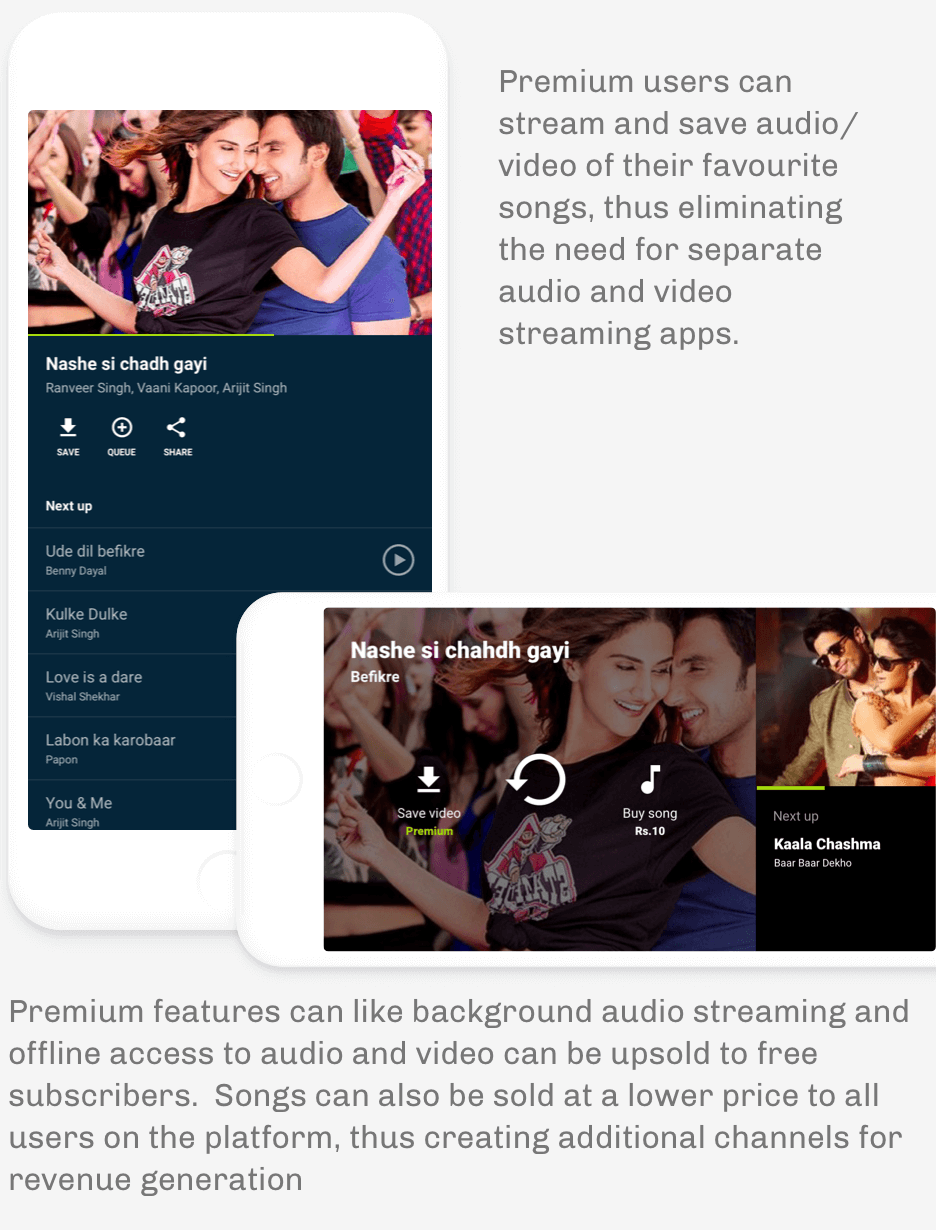 Premium users can
stream and save audio/
video of their favourite
songs, thus eliminating
the need for separate
audio and video
streaming apps.
Nashe si chadh gayi
Ranveer Singh, Vaani Kapoor, Arijit Singh
SAVE QUEUE SHARE
Next up
Ude dil befikre
Benny Dayal
Kulke Dulke
Arijit Singh
Love is a dare
Vishal Shekhar
Labon ka karobaar
Papon
You & Me
Arijit Singh
Nashe si chahdh gayi
Befikre
Save video
Premium
Buy song
Rs.10
Next up
Kaala Chashma
Baar Baar Dekho
Premium features can like background audio streaming and
offline access to audio and video can be upsold to free
subscribers.  Songs can also be sold at a lower price to all
users on the platform, thus creating additional channels for
revenue generation